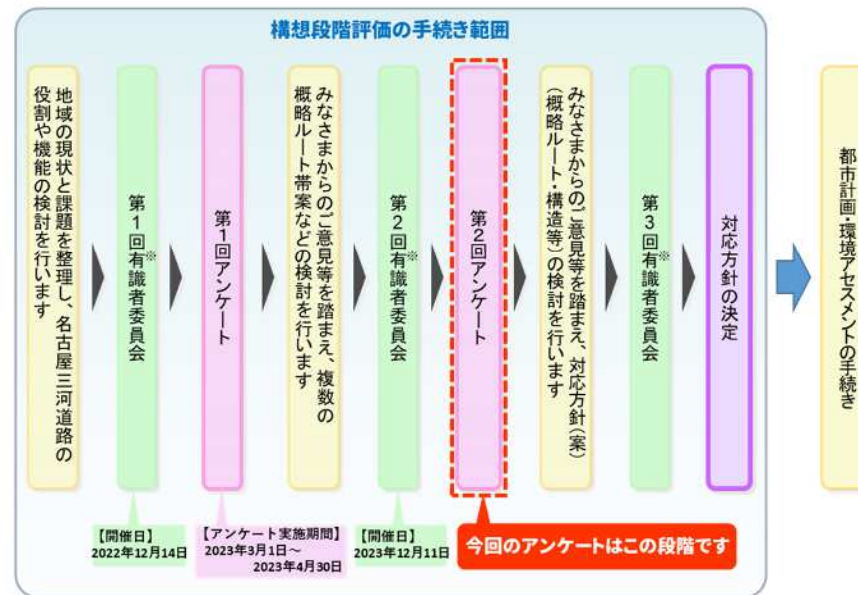 構想段階評価の手続き範囲
地域の現状と課題を整理し、名古屋三河道路の
役割や機能の検討を行います
第1回有識者委員会※
第1回アンケート
みなさまからのご意見等を踏まえ、複数の
概略ルート帯案などの検討を行います
第2回有識者委員会※
第2回アンケート
みなさまからのご意見等を踏まえ、対応方針(案)
(概略ルート・構造等)の検討を行います
第3回有識者委員会※
対応方針の決定
都市計画・環境アセスメントの手続き
【開催日】
2022年12月14日
【アンケート実施期間】
2023年3月1日～
2023年4月30日
【開催日】
2023年12月11日
今回のアンケートはこの段階です